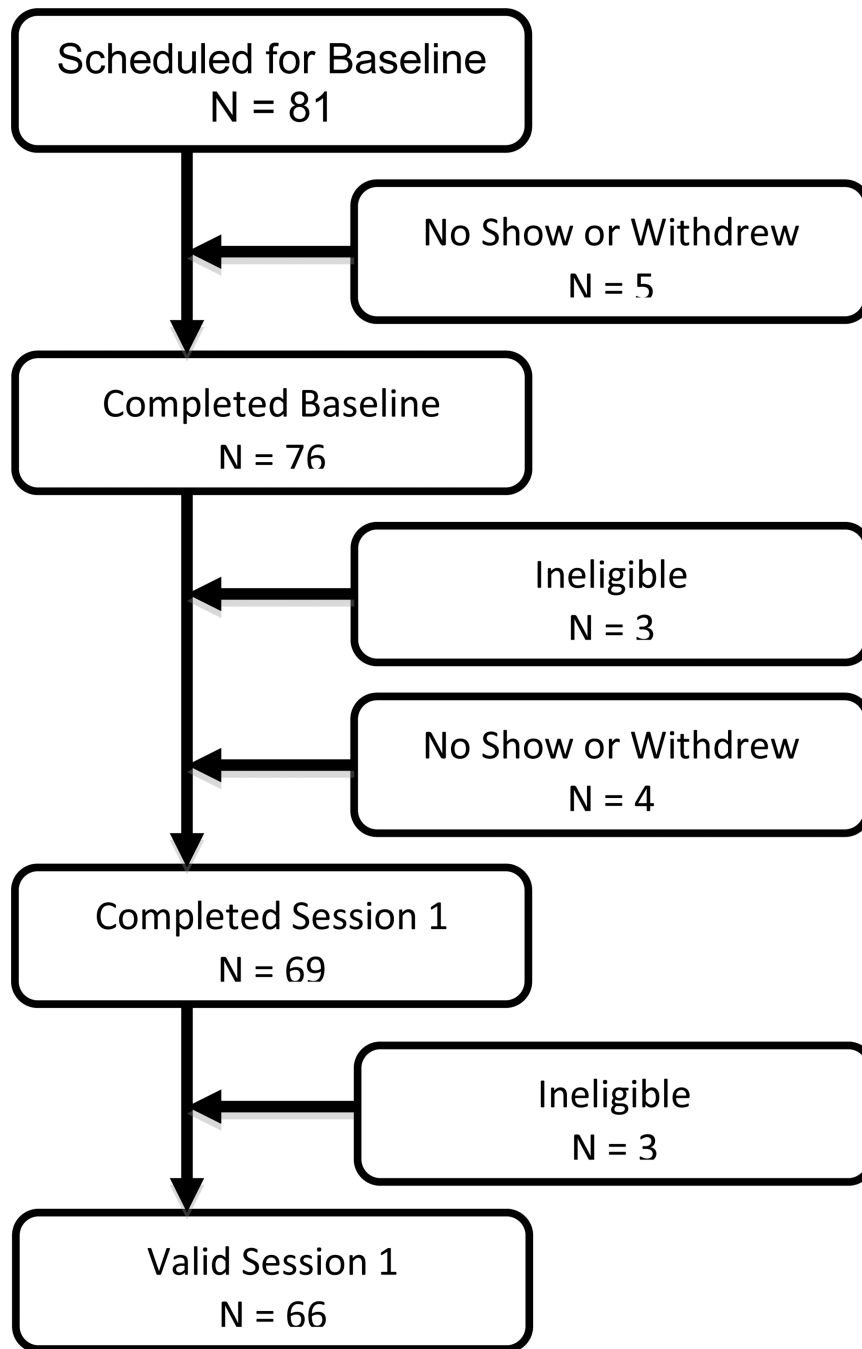 Scheduled for Baseline
N = 81
No Show or Withdrew
N = 5
Completed Baseline
N = 76
Ineligible
N = 3
No Show or Withdrew
N = 4
Completed Session 1
N = 69
Ineligible
N = 3
Valid Session 1
N = 66